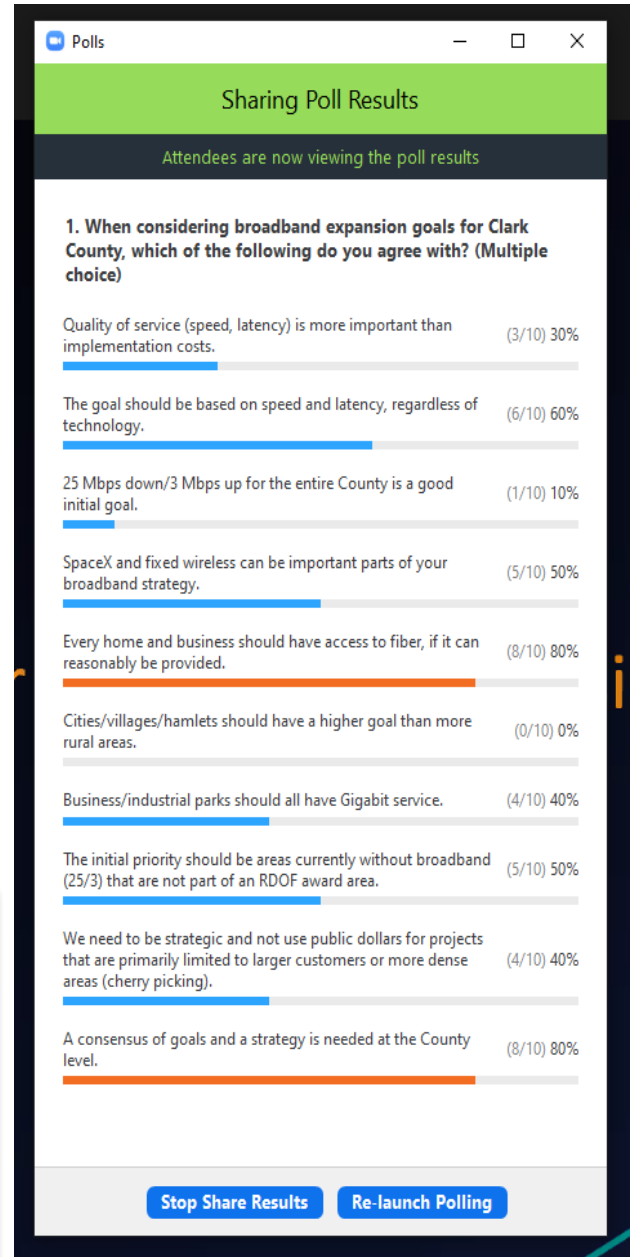 Polls
Sharing Poll Results
Attendees are now viewing the poll results
1. When considering broadband expansion goals for Clark
County, which of the following do you agree with? (Multiple
choice)
Quality of service (speed, latency) is more important than
implementation costs.
(3/10) 30%
The goal should be based on speed and latency, regardless of
technology.
(6/10) 60%
25 Mbps down/3 Mbps up for the entire County is a good
initial goal.
(1/10) 10%
SpaceX and fixed wireless can be important parts of your
broadband strategy.
(5/10) 50%
Every home and business should have access to fiber, if it can
reasonably be provided.
(8/10) 80%
Cities/villages/hamlets should have a higher goal than more
rural areas.
(0/10) 0%
Business/industrial parks should all have Gigabit service.
(4/10) 40%
The initial priority should be areas currently without broadband
(25/3) that are not part of an RDOF award area.
(5/10) 50%
We need to be strategic and not use public dollars for projects
that are primarily limited to larger customers or more dense
areas (cherry picking).
(4/10) 40%
A consensus of goals and a strategy is needed at the County
level.
(8/10) 80%
Stop Share Results
Re-launch Polling